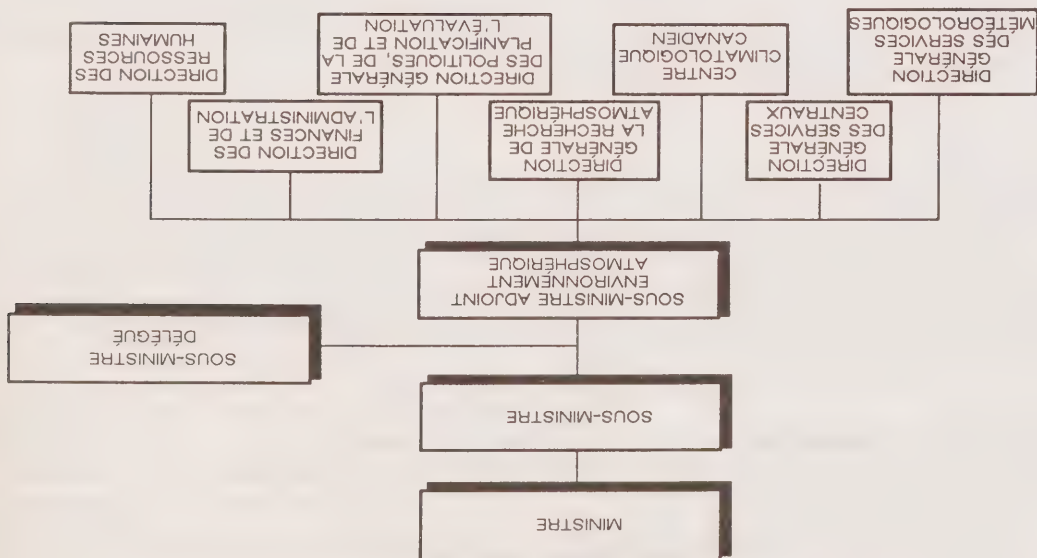 MINISTRE
SOUS-MINISTRE
SOUS-MINISTRE
DÉLÉGUÉ
SOUS-MINISTRE ADJOINT
ENVIRONNEMENT
ATMOSPHÉRIQUE
DIRECTION
GÉNÉRALE
DES SERVICES
CENTRAUX
DIRECTION
GÉNÉRALE DE
LA RECHERCHE
ATMOSPHÉRIQUE
DIRECTION DES
FINANCES ET DE
L'ADMINISTRATION
DIRECTION
GÉNÉRALE
DES SERVICES
MÉTÉOROLOGIQUES
CENTRE
CLIMATOLOGIQUE
CANADIEN
DIRECTION GÉNÉRALE
DES POLITIQUES, DE LA
PLANIFICATION ET DE
L'ÉVALUATION
DIRECTION DES
RESSOURCES
HUMAINES